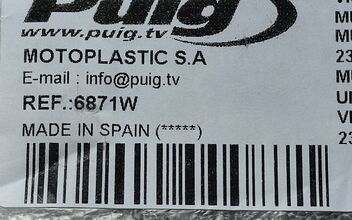 Puig
www.puig.tv
MOTOPLASTIC S.A
E-mail : info@puig.tv
REF.:6871W
MADE IN SPAIN (*****)